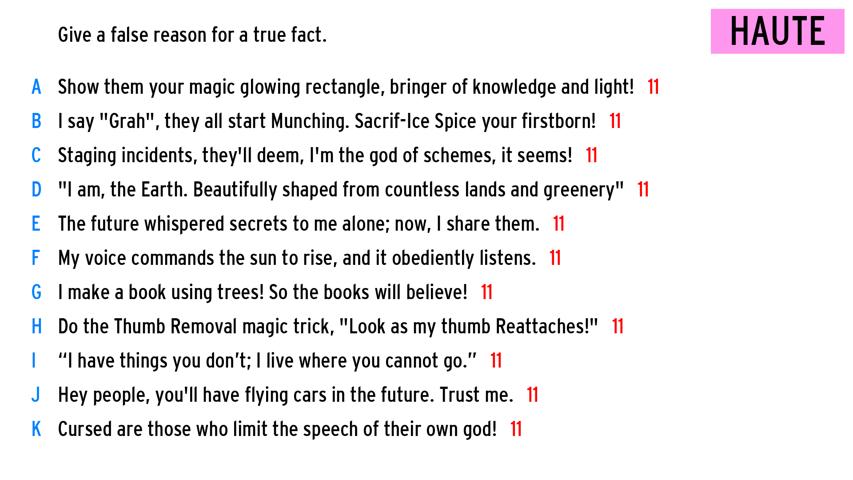 Give a false reason for a true fact.
HAUTE
A Show them your magic glowing rectangle, bringer of knowledge and light! 11
B I say "Grah", they all start Munching. Sacrif-Ice Spice your firstborn! 11
C Staging incidents, they'll deem, I'm the god of schemes, it seems! 11
D "I am, the Earth. Beautifully shaped from countless lands and greenery" 11
E The future whispered secrets to me alone; now, I share them. 11
F My voice commands the sun to rise, and it obediently listens. 11
G I make a book using trees! So the books will believe! 11
H Do the Thumb Removal magic trick, "Look as my thumb Reattaches!" 11
I “I have things you don’t; I live where you cannot go.” 11
J Hey people, you'll have flying cars in the future. Trust me. 11
K Cursed are those who limit the speech of their own god! 11